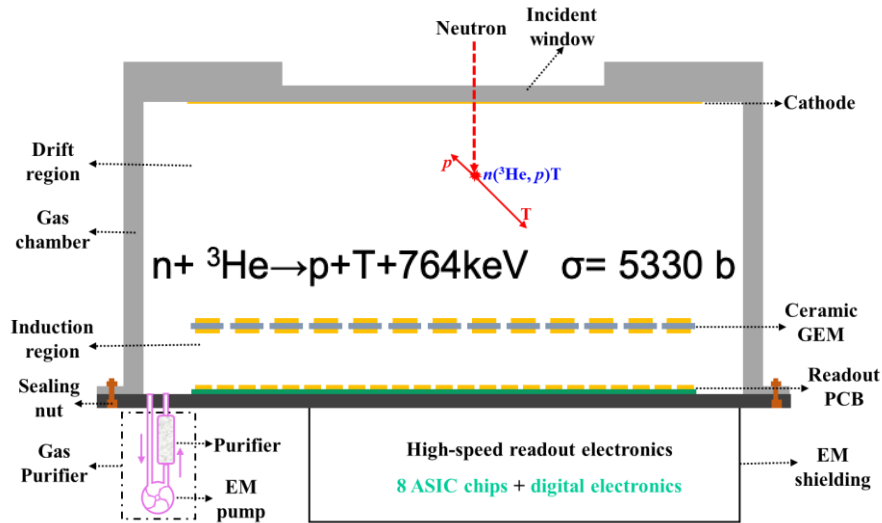 Neutron
Incident
window
Cathode
Drift
region
p
n(³He, p)T
T
Gas
chamber
n+ ³He→p+T+764keV σ= 5330 b
Induction
region
Ceramic
GEM
Sealing
nut
Readout
PCB
Gas
Purifier
Purifier
EM
pump
High-speed readout electronics
8 ASIC chips + digital electronics
EM
shielding